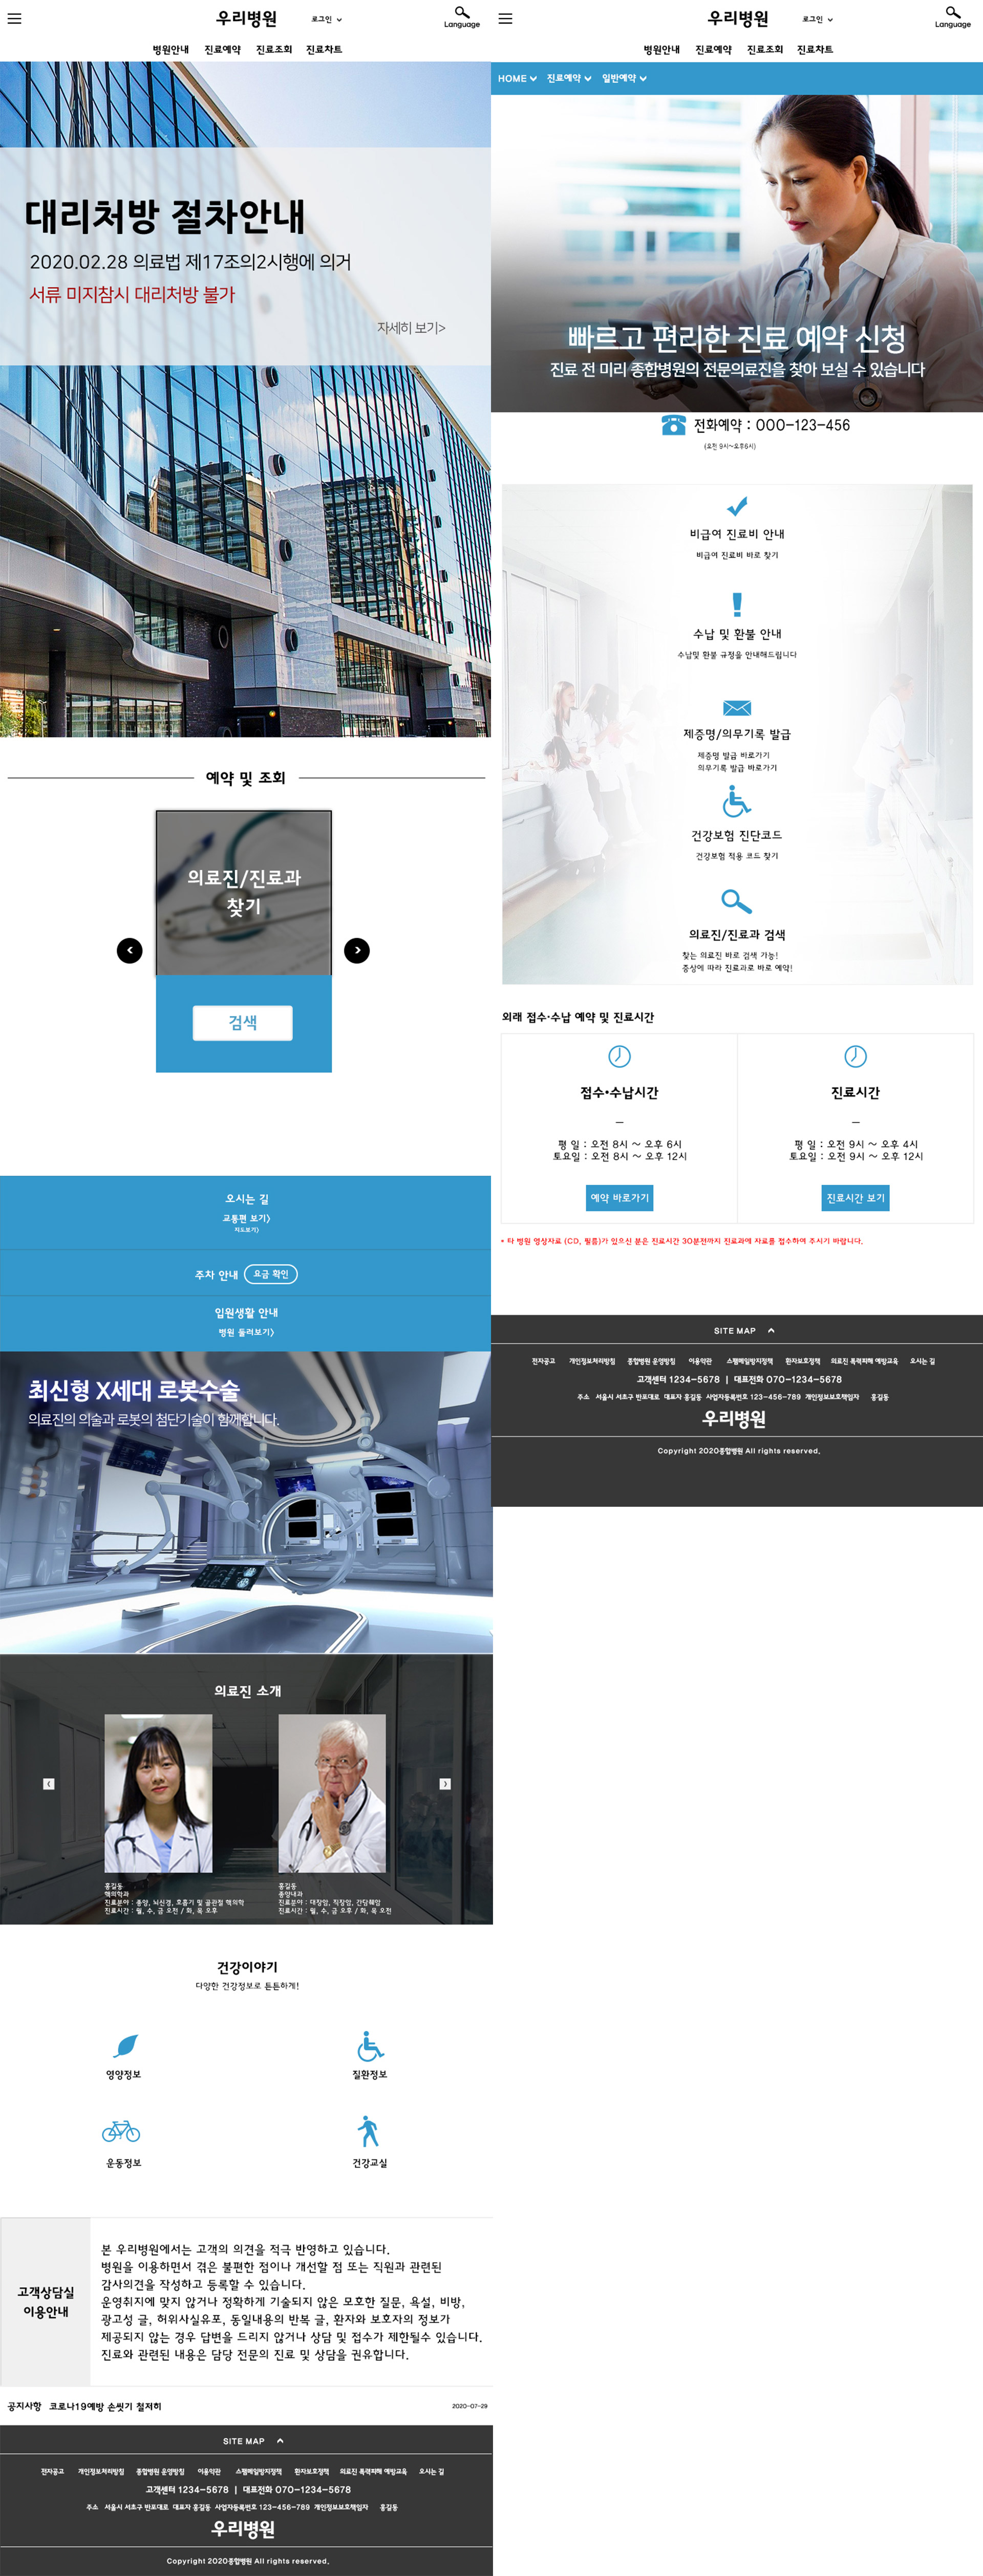 우리병원
로그인
Language
병원안내 진료예약 진료조회 진료차트
대리처방 절차안내
2020.02.28 의료법 제17조의2시행에 의거
서류 미지참시 대리처방 불가
자세히 보기>
예약 및 조회
의료진/진료과
찾기
검색
오시는 길
교통편 보기>
지도보기>
주차 안내 요금 확인
입원생활 안내
병원 둘러보기>
최신형 X세대 로봇수술
의료진의 의술과 로봇의 첨단기술이 함께합니다.
의료진 소개
홍길동
핵의학과
진료분야 : 종양, 뇌신경, 호흡기 및 골관절 핵의학
진료시간 : 월, 수, 금 오전 / 화, 목 오후
홍길동
종양내과
진료분야 : 대장암, 직장암, 간담췌암
진료시간 : 월, 수, 금 오후 / 화, 목 오전
건강이야기
다양한 건강정보로 튼튼하게!
영양정보
질환정보
운동정보
건강교실
고객상담실
이용안내
본 우리병원에서는 고객의 의견을 적극 반영하고 있습니다.
병원을 이용하면서 겪은 불편한 점이나 개선할 점 또는 직원과 관련된
감사의견을 작성하고 등록할 수 있습니다.
운영취지에 맞지 않거나 정확하게 기술되지 않은 모호한 질문, 욕설, 비방,
광고성 글, 허위사실유포, 동일내용의 반복 글, 환자와 보호자의 정보가
제공되지 않는 경우 답변을 드리지 않거나 상담 및 접수가 제한될수 있습니다.
진료와 관련된 내용은 담당 전문의 진료 및 상담을 권유합니다.
공지사항 코로나19예방 손씻기 철저히 2020-07-29
SITE MAP
전자공고 개인정보처리방침 종합병원 운영방침 이용약관 스팸메일방지정책 환자보호정책 의료진 폭력피해 예방교육 오시는 길
고객센터 1234-5678 | 대표전화 070-1234-5678
주소 서울시 서초구 반포대로 대표자 홍길동 사업자등록번호 123-456-789 개인정보보호책임자 홍길동
우리병원
Copyright 2020종합병원 All rights reserved.
우리병원
로그인
Language
병원안내 진료예약 진료조회 진료차트
HOME 진료예약 일반예약
빠르고 편리한 진료 예약 신청
진료 전 미리 종합병원의 전문의료진을 찾아 보실 수 있습니다
전화예약 : 000-123-456
(오전 9시~오후6시)
비급여 진료비 안내
비급여 진료비 바로 찾기
수납 및 환불 안내
수납및 환불 규정을 안내해드립니다
제증명/의무기록 발급
제증명 발급 바로가기
의무기록 발급 바로가기
건강보험 진단코드
건강보험 적용 코드 찾기
의료진/진료과 검색
찾는 의료진 바로 검색 가능!
증상에 따라 진료과로 바로 예약!
외래 접수·수납 예약 및 진료시간
접수•수납시간
평 일 : 오전 8시 ~ 오후 6시
토요일 : 오전 8시 ~ 오후 12시
예약 바로가기
진료시간
평 일 : 오전 9시 ~ 오후 4시
토요일 : 오전 9시 ~ 오후 12시
진료시간 보기
* 타 병원 영상자료 (CD, 필름)가 있으신 분은 진료시간 30분전까지 진료과에 자료를 접수하여 주시기 바랍니다.
SITE MAP
전자공고 개인정보처리방침 종합병원 운영방침 이용약관 스팸메일방지정책 환자보호정책 의료진 폭력피해 예방교육 오시는 길
고객센터 1234-5678 | 대표전화 070-1234-5678
주소 서울시 서초구 반포대로 대표자 홍길동 사업자등록번호 123-456-789 개인정보보호책임자 홍길동
우리병원
Copyright 2020종합병원 All rights reserved.